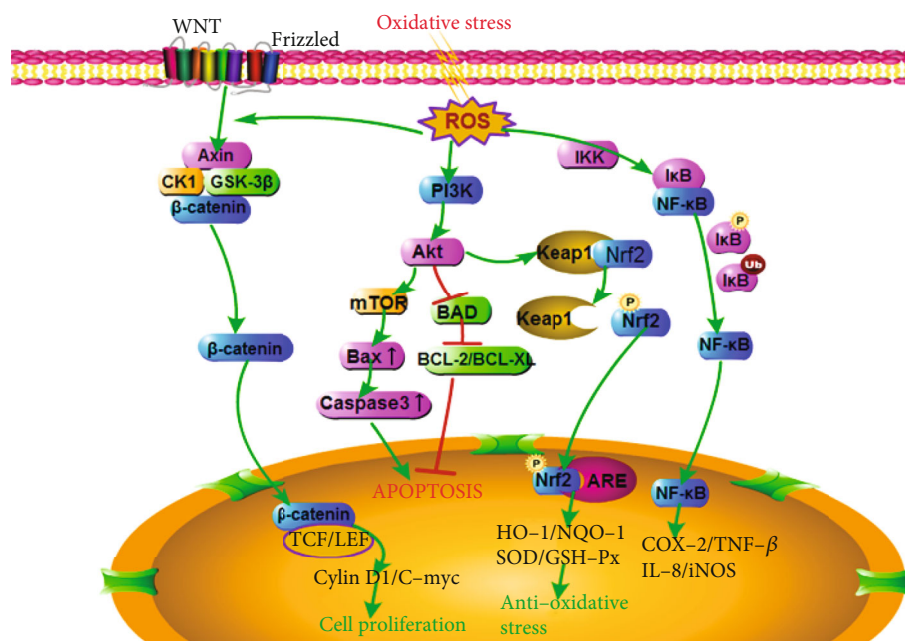 WNT
Frizzled
Oxidative stress
ROS
Axin
CK1
GSK-3β
β-catenin
PI3K
IKK
IκB
NF-κB
P
IκB
Ub
IκB
Akt
Keap1
Nrf2
mTOR
BAD
Keap1
P
Nrf2
β-catenin
Bax ↑
BCL-2/BCL-XL
NF-κB
Caspase3 ↑
APOPTOSIS
P
Nrf2
ARE
NF-κB
β-catenin
TCF/LEF
HO–1/NQO–1
SOD/GSH–Px
COX–2/TNF–β
IL–8/iNOS
Cylin D1/C–myc
Cell proliferation
Anti–oxidative
stress